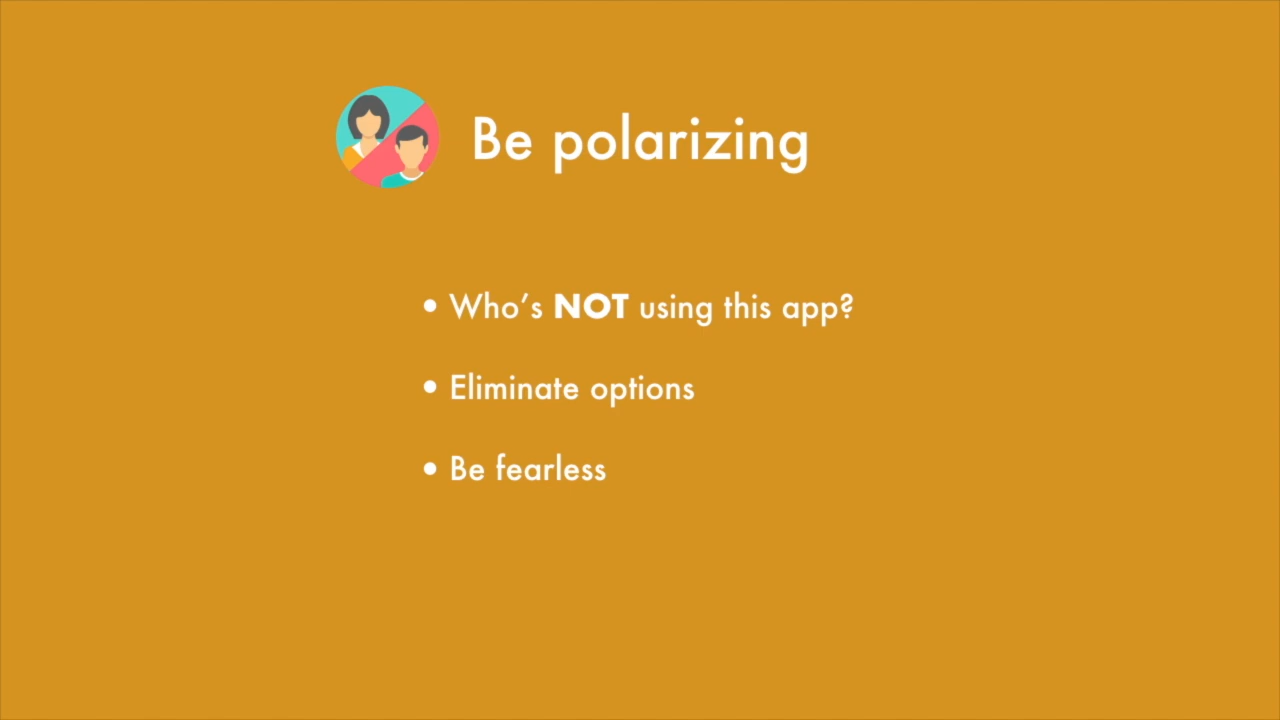 Be polarizing
• Who’s NOT using this app?
• Eliminate options
• Be fearless